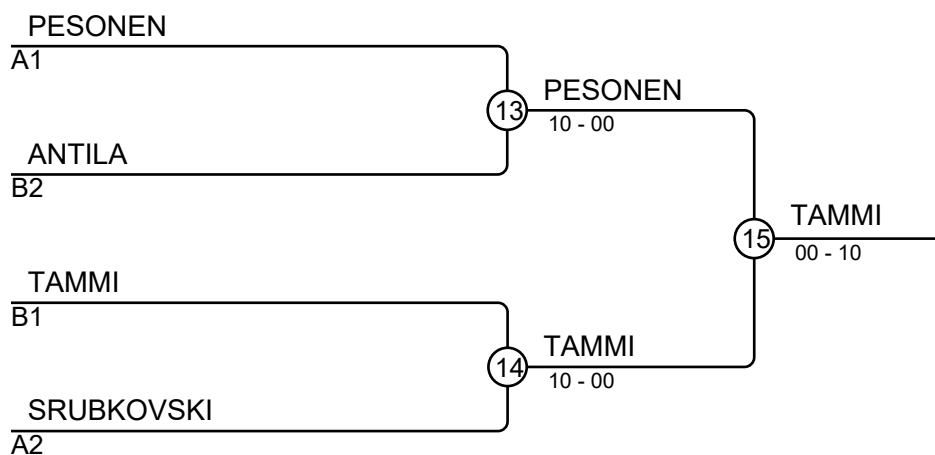 PESONEN
A1
13
PESONEN
10 - 00
ANTILA
B2
15
TAMMI
00 - 10
TAMMI
B1
14
TAMMI
10 - 00
SRUBKOVSKI
A2